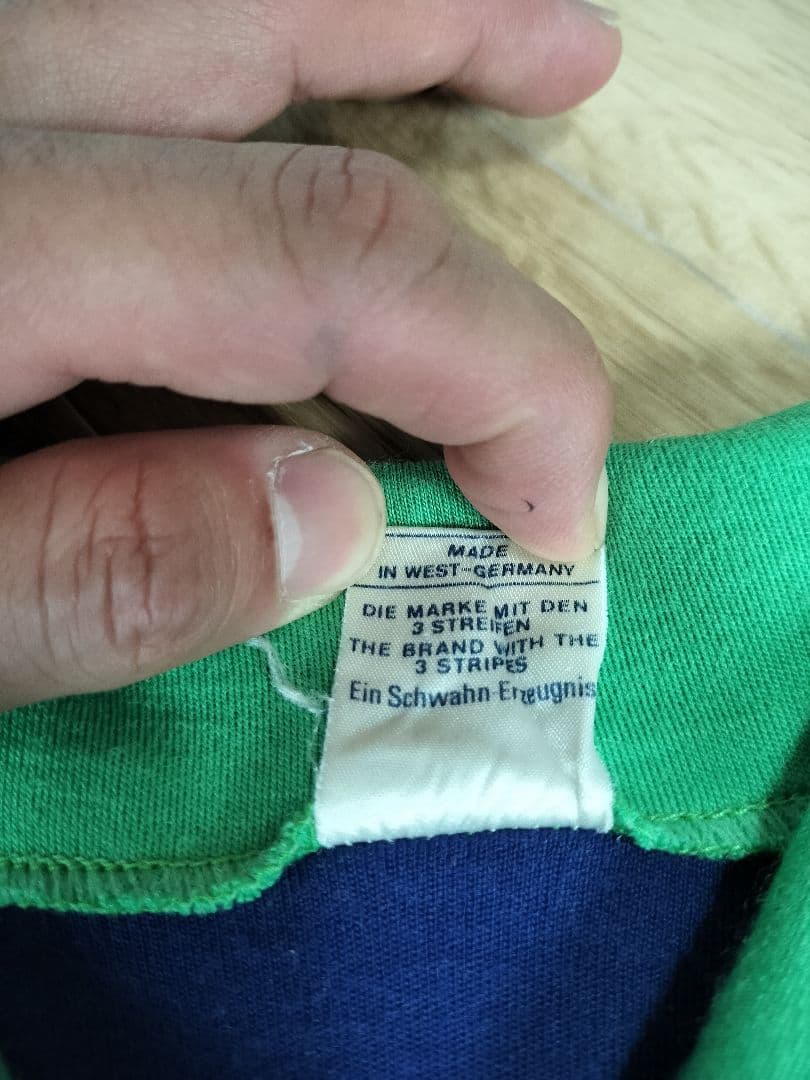 MADE
IN WEST-GERMANY
DIE MARKE MIT DEN
3 STREIFEN
THE BRAND WITH THE
3 STRIPES
Ein Schwahn-Erzeugnis